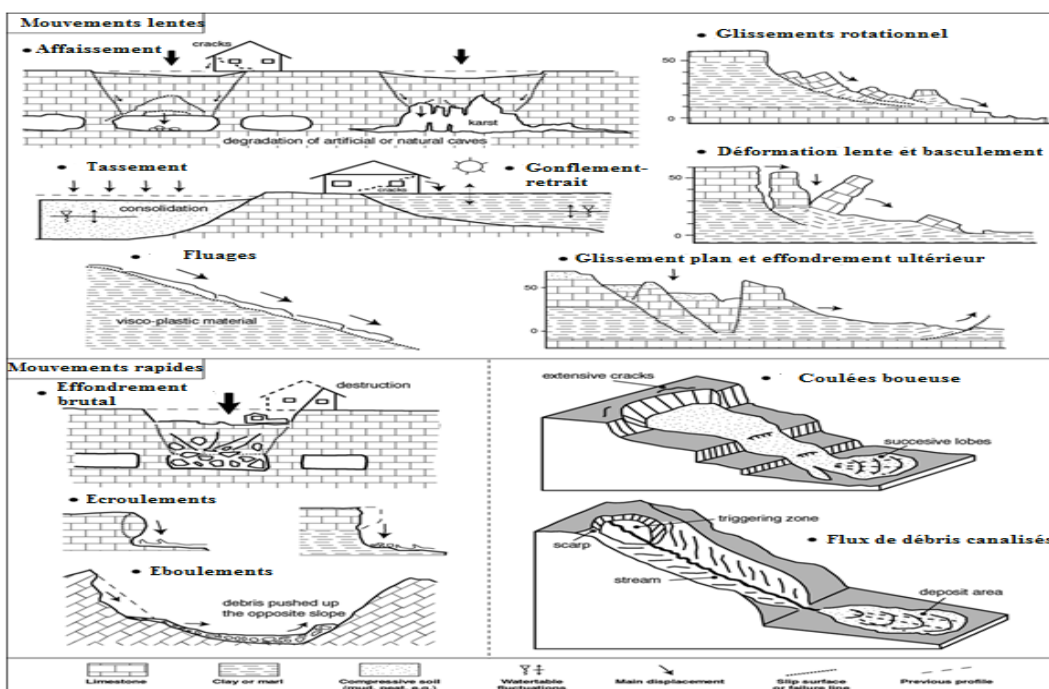 Mouvements lentes
Affaissement
cracks
karst
degradation of artificial or natural caves
Glissements rotationnel
50
0
Tassement
consolidation
cracks
Gonflement-
retrait
Déformation lente et basculement
50
0
Fluages
visco-plastic material
Glissement plan et effondrement ultérieur
50
0
Mouvements rapides
Effondrement
brutal
destruction
Ecroulements
Eboulements
debris pushed up
the opposite slope
extensive cracks
Coulées boueuse
succesive lobes
triggering zone
scarp
Flux de débris canalisés
stream
deposit area
Limestone
Clay or marl
Compressive soil
(mud, peat, e.g.)
Watertable
fluctuations
Main displacement
Slip surface
or failure line
Previous profile